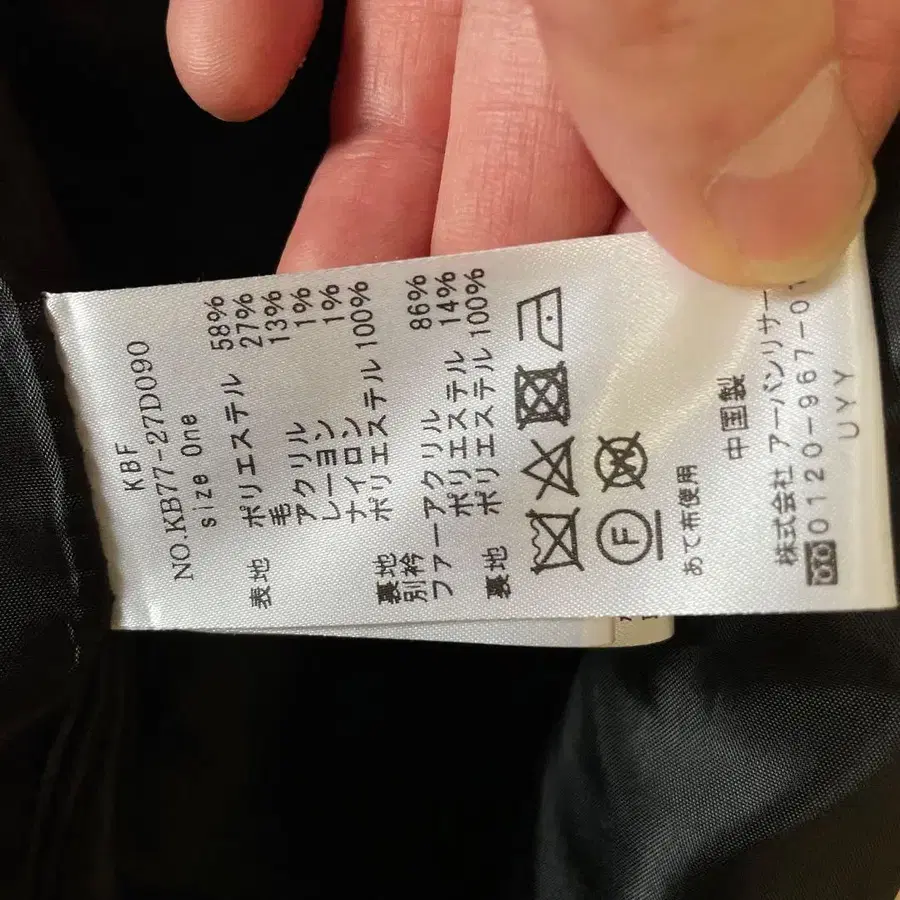 KBF
NO.KB77-27D090
size One
表地 ポリエステル 58%
毛 27%
アクリル 13%
レーヨン 1%
ナイロン 1%
裏地 ポリエステル 100%
別衿
ファー アクリル 86%
ポリエステル 14%
裏地 ポリエステル 100%
F
あて布使用
中国製
株式会社 アーバンリサー
0120-967-01
UYY